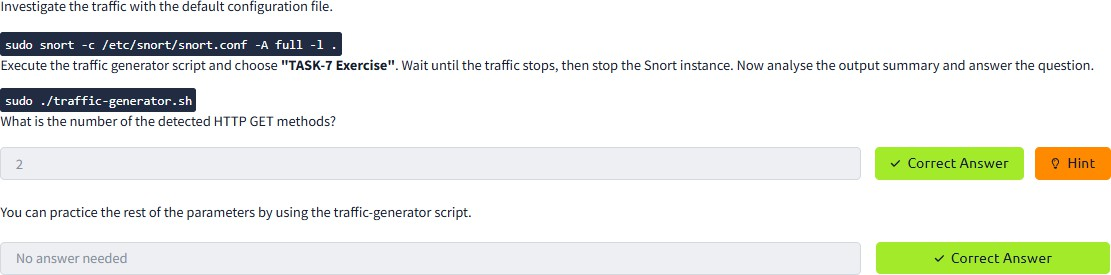 Investigate the traffic with the default configuration file.
sudo snort -c /etc/snort/snort.conf -A full -l .
Execute the traffic generator script and choose "TASK-7 Exercise". Wait until the traffic stops, then stop the Snort instance. Now analyse the output summary and answer the question.
sudo ./traffic-generator.sh
What is the number of the detected HTTP GET methods?
2
Correct Answer
Hint
You can practice the rest of the parameters by using the traffic-generator script.
No answer needed
Correct Answer